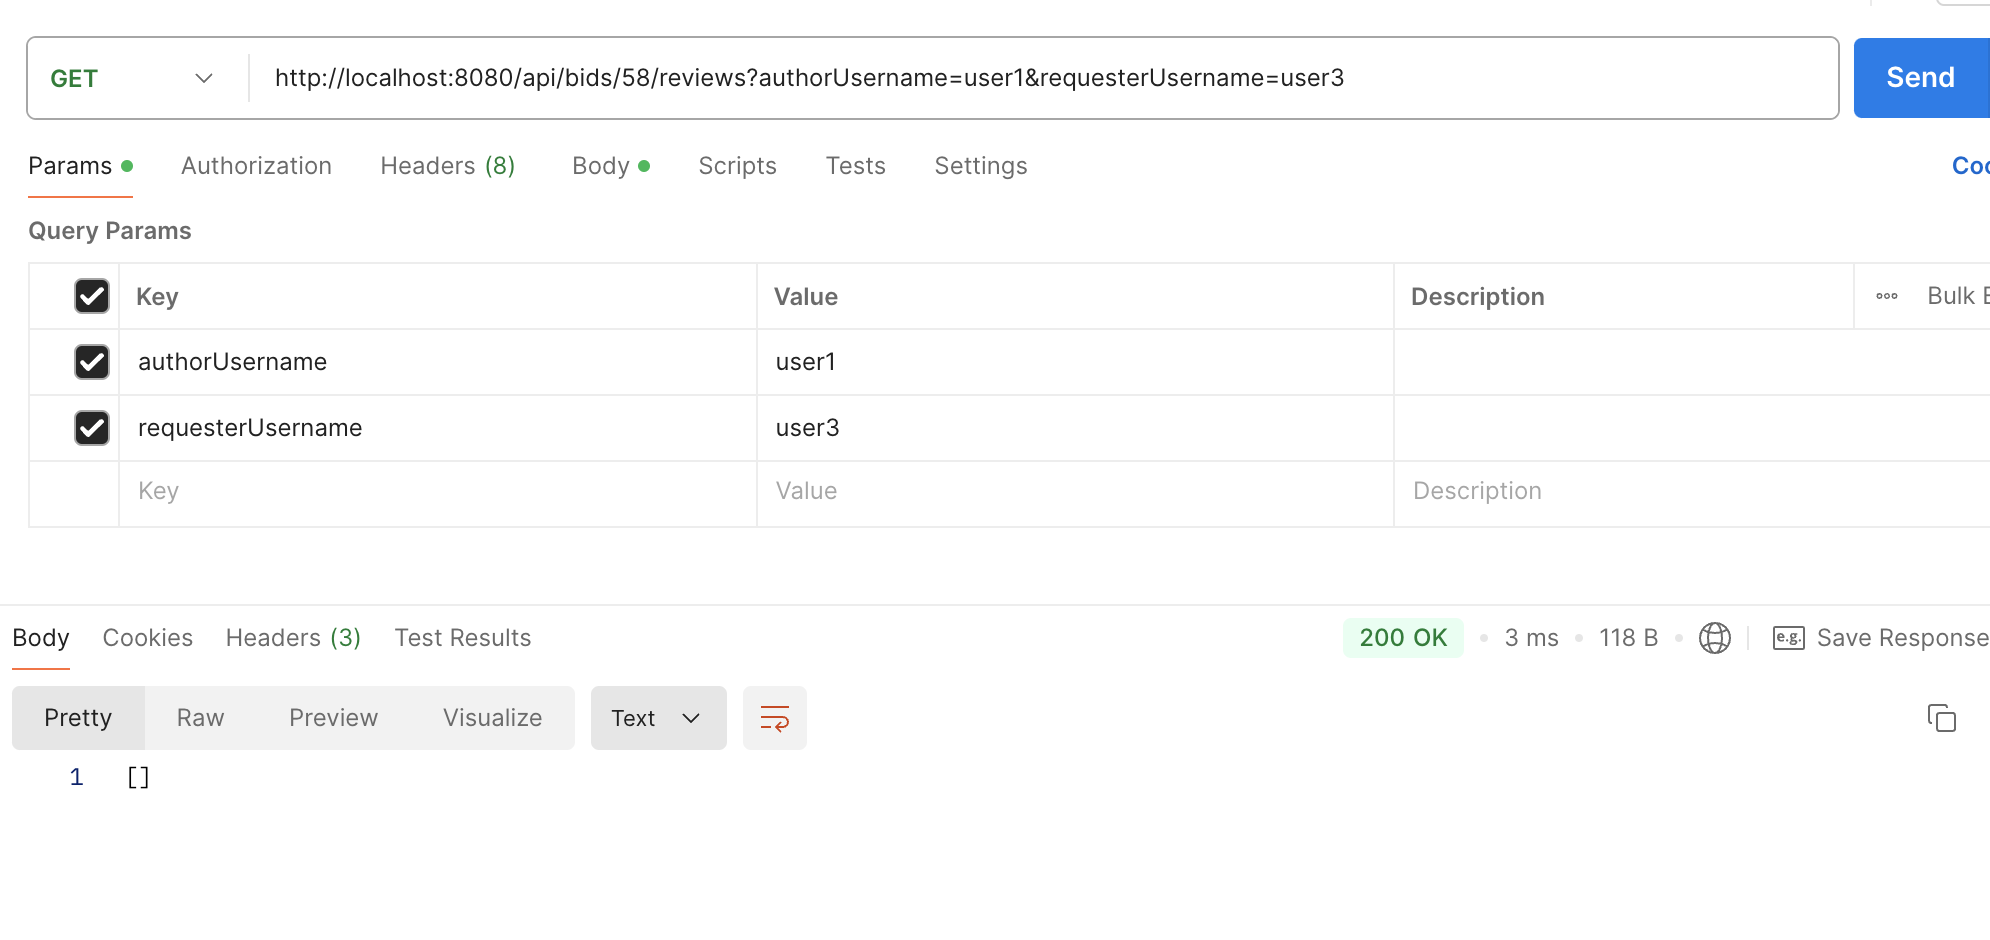 GET http://localhost:8080/api/bids/58/reviews?authorUsername=user1&requesterUsername=user3 Send
Params Authorization Headers (8) Body Scripts Tests Settings Coo
Query Params
Key Value Description Bulk E
authorUsername user1
requesterUsername user3
Key Value Description
Body Cookies Headers (3) Test Results 200 OK 3 ms 118 B e.g. Save Response
Pretty Raw Preview Visualize Text
1 []